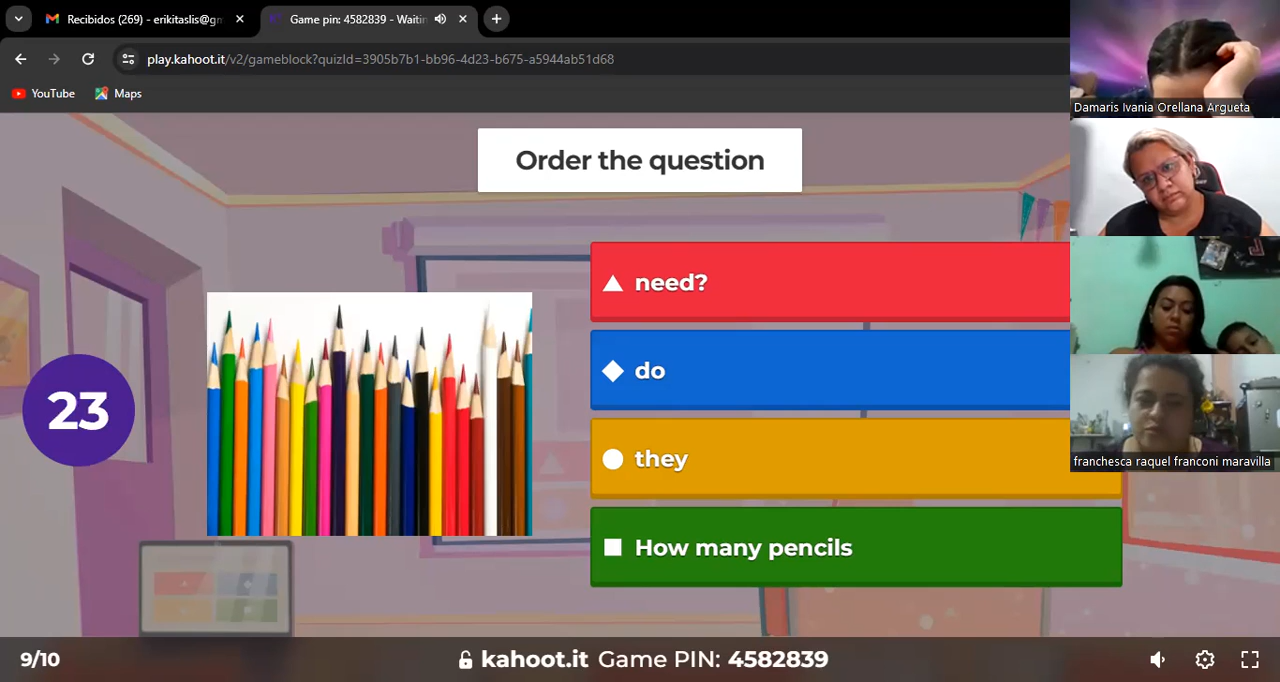 Recibidos (269) - erikitaslis@gm
Game pin: 4582839 - Waitin
play.kahoot.it/v2/gameblock?quizId=3905b7b1-bb96-4d23-b675-a5944ab51d68
YouTube
Maps
Damaris Ivania Orellana Argueta
Order the question
need?
do
23
they
franchesca raquel franconi maravilla
How many pencils
9/10
kahoot.it Game PIN: 4582839